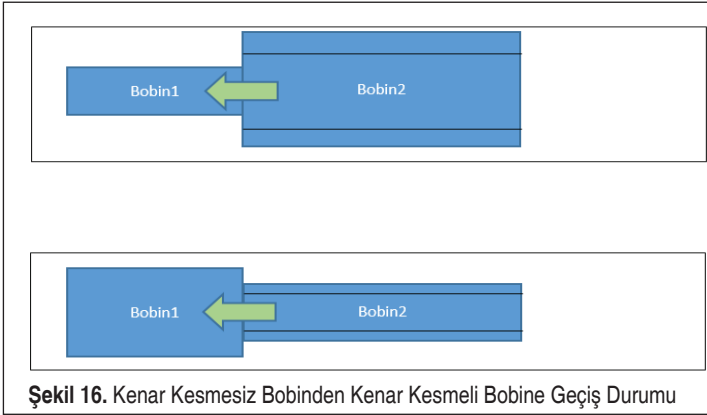 Bobin1
Bobin2
Bobin1
Bobin2
Şekil 16. Kenar Kesmesiz Bobinden Kenar Kesmeli Bobine Geçiş Durumu